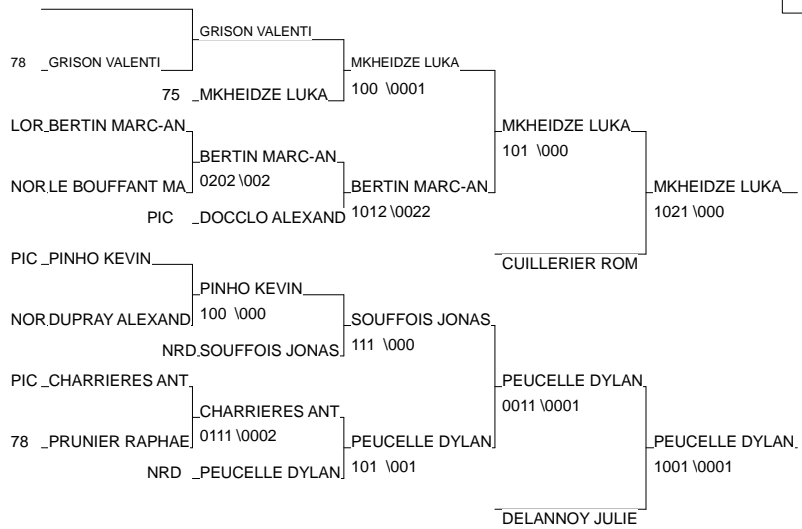 GRISON VALENTI
78 GRISON VALENTI MKHEIDZE LUKA
75 MKHEIDZE LUKA 100 \0001
LOR BERTIN MARC-AN MKHEIDZE LUKA
BERTIN MARC-AN 101 \000
0202 \002
NOR LE BOUFFANT MA BERTIN MARC-AN MKHEIDZE LUKA
PIC DOCCLO ALEXAND 1012 \0022 1021 \000
PIC PINHO KEVIN CUILLERIER ROM
PINHO KEVIN
100 \000
NOR DUPRAY ALEXAND SOUFFOIS JONAS
NRD SOUFFOIS JONAS 111 \000
PIC CHARRIERES ANT PEUCELLE DYLAN
CHARRIERES ANT 0011 \0001
0111 \0002
78 PRUNIER RAPHAE PEUCELLE DYLAN PEUCELLE DYLAN
NRD PEUCELLE DYLAN 101 \001 1001 \0001
DELANNOY JULIE